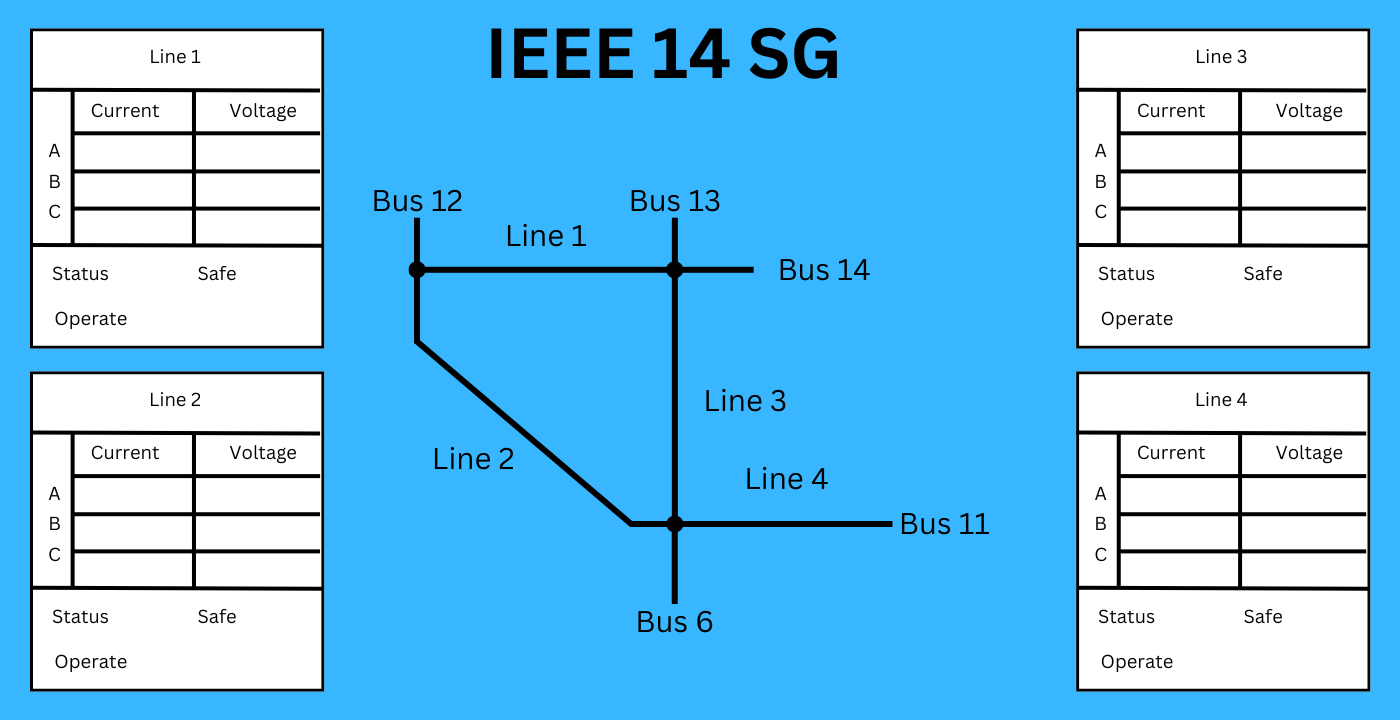 IEEE 14 SG
Line 1
Current Voltage
A
B
C
Status Safe
Operate
Line 2
Current Voltage
A
B
C
Status Safe
Operate
Bus 12 Bus 13
Line 1
Bus 14
Line 3
Line 2
Line 4
Bus 11
Bus 6
Line 3
Current Voltage
A
B
C
Status Safe
Operate
Line 4
Current Voltage
A
B
C
Status Safe
Operate